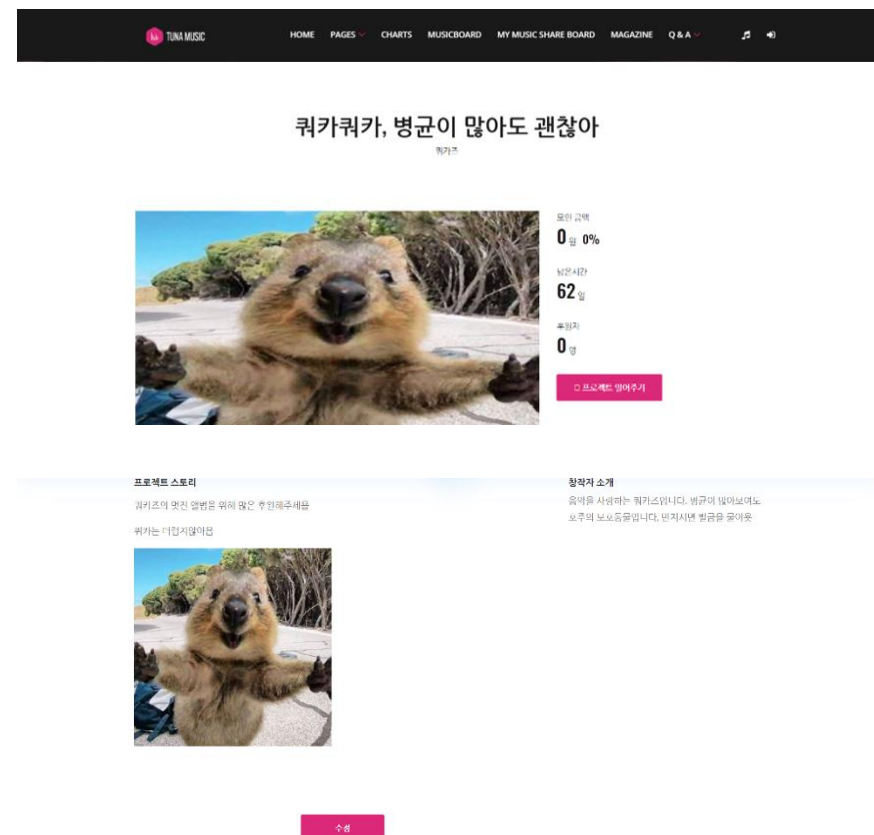 TUNA MUSIC
HOME PAGES CHARTS MUSICBOARD MY MUSIC SHARE BOARD MAGAZINE Q & A
쿼카쿼카, 병균이 많아도 괜찮아
쿼카즈
모인 금액
0 원 0%
남은시간
62 일
후원자
0 명
프로젝트 밀어주기
프로젝트 스토리
쿼카즈의 멋진 앨범을 위해 많은 후원해주세욤
쿼카는 더럽지않아욤
창작자 소개
음악을 사랑하는 쿼카즈입니다. 병균이 많아보여도
호주의 보호동물입니다, 만지시면 벌금을 물어욧
수정